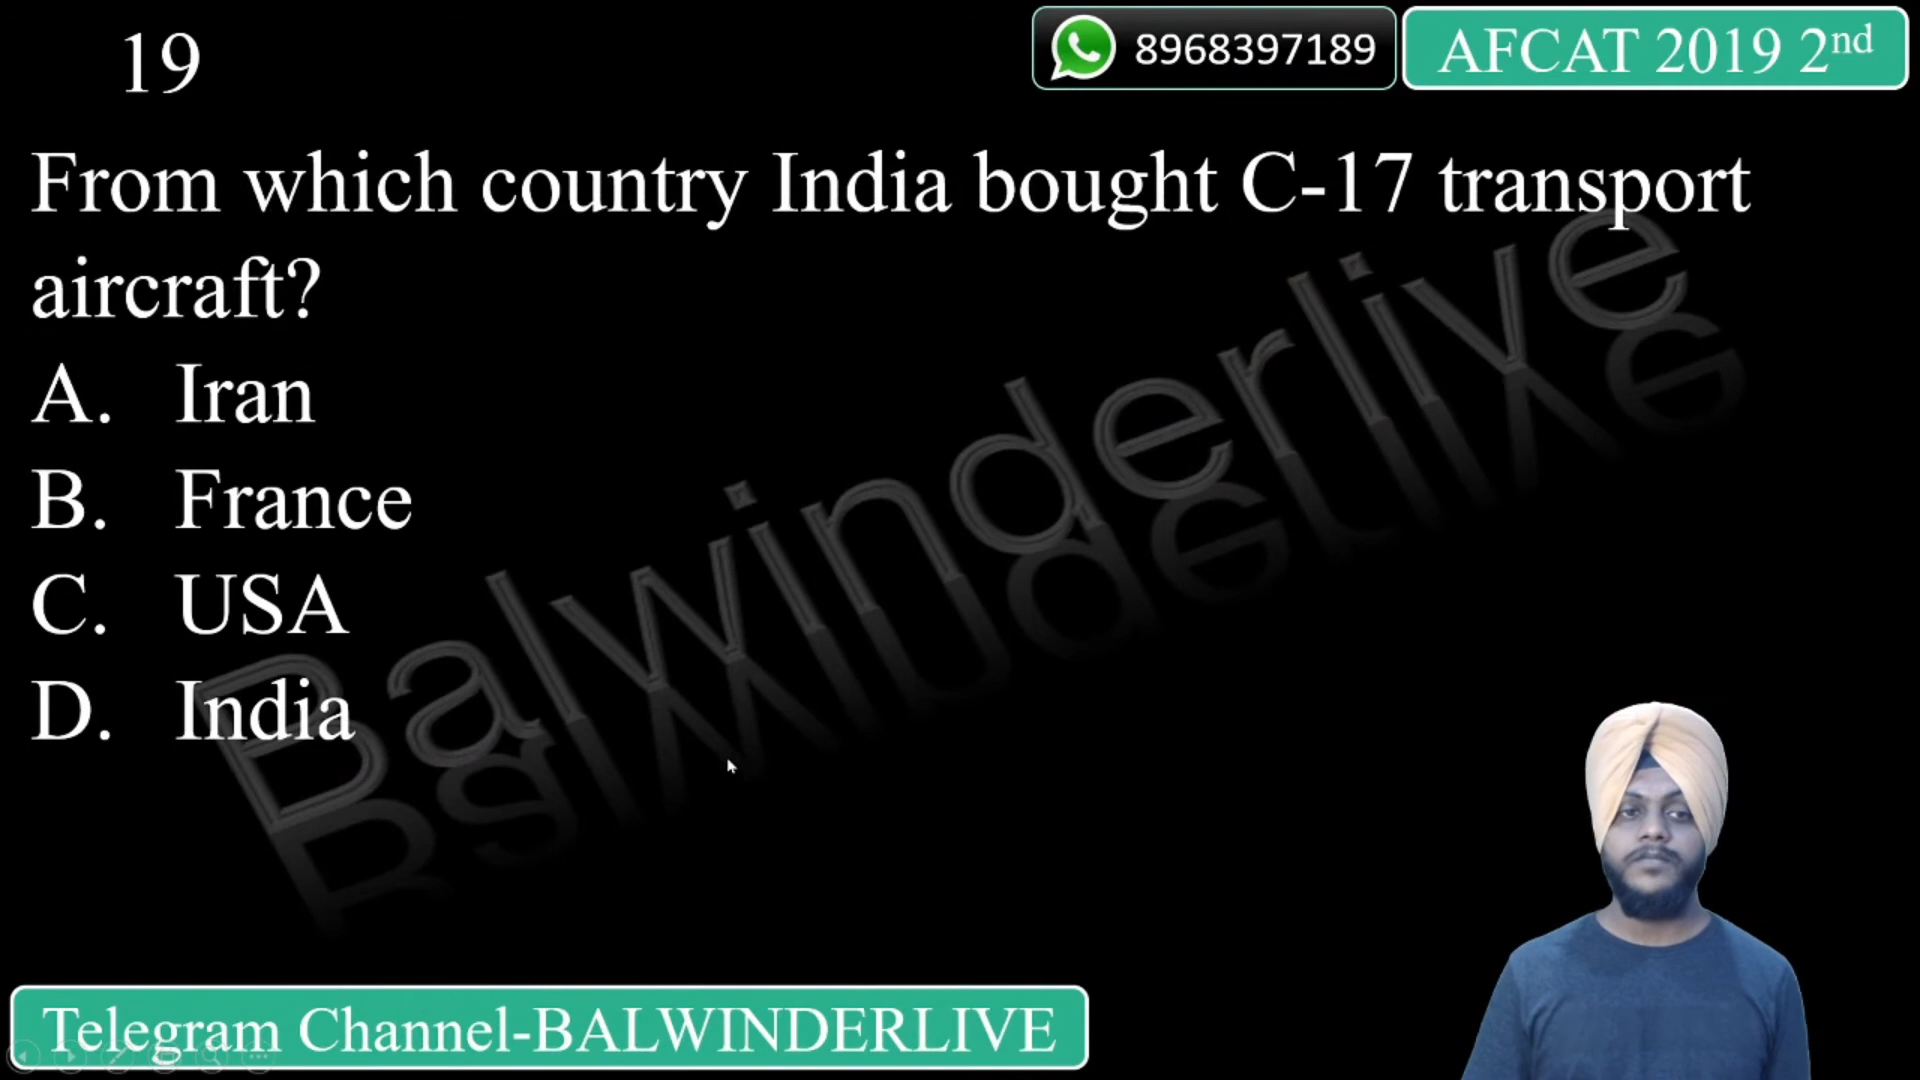 19
8968397189
AFCAT 2019 2nd
From which country India bought C-17 transport
aircraft?
A. Iran
B. France
C. USA
D. India
Balwinderlive
Telegram Channel-BALWINDERLIVE